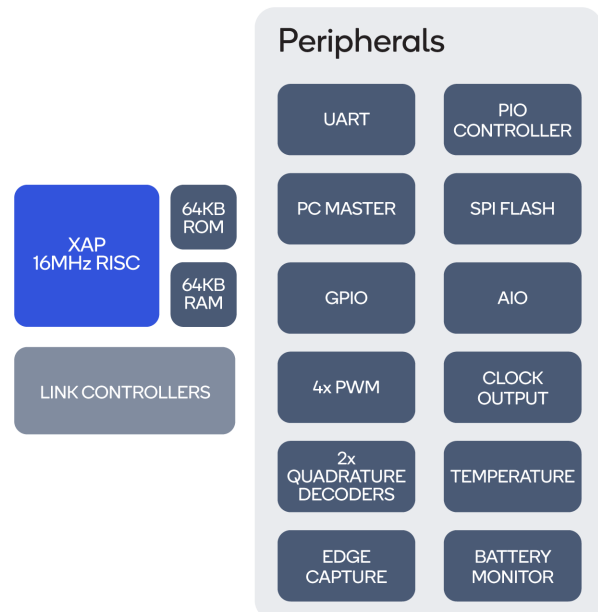 Peripherals
UART
PIO
CONTROLLER
XAP
16MHz RISC
64KB
ROM
PC MASTER
SPI FLASH
64KB
RAM
GPIO
AIO
LINK CONTROLLERS
4x PWM
CLOCK
OUTPUT
2x
QUADRATURE
DECODERS
TEMPERATURE
EDGE
CAPTURE
BATTERY
MONITOR